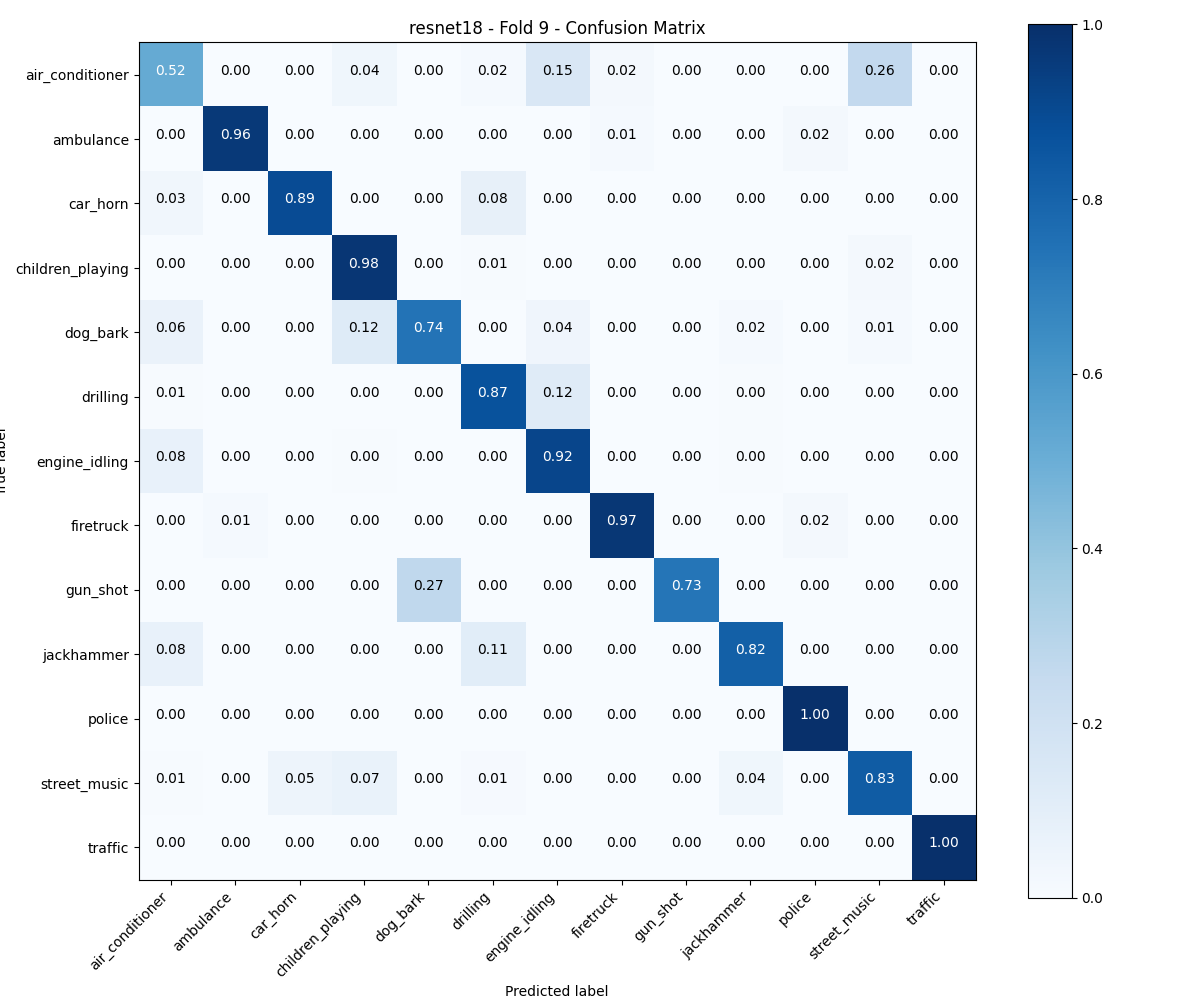 resnet18 - Fold 9 - Confusion Matrix
air_conditioner 0.52 0.00 0.00 0.04 0.00 0.02 0.15 0.02 0.00 0.00 0.00 0.26 0.00
ambulance 0.00 0.96 0.00 0.00 0.00 0.00 0.00 0.01 0.00 0.00 0.02 0.00 0.00
car_horn 0.03 0.00 0.89 0.00 0.00 0.08 0.00 0.00 0.00 0.00 0.00 0.00 0.00
children_playing 0.00 0.00 0.00 0.98 0.00 0.01 0.00 0.00 0.00 0.00 0.00 0.02 0.00
dog_bark 0.06 0.00 0.00 0.12 0.74 0.00 0.04 0.00 0.00 0.02 0.00 0.01 0.00
drilling 0.01 0.00 0.00 0.00 0.00 0.87 0.12 0.00 0.00 0.00 0.00 0.00 0.00
engine_idling 0.08 0.00 0.00 0.00 0.00 0.00 0.92 0.00 0.00 0.00 0.00 0.00 0.00
firetruck 0.00 0.01 0.00 0.00 0.00 0.00 0.00 0.97 0.00 0.00 0.02 0.00 0.00
gun_shot 0.00 0.00 0.00 0.00 0.27 0.00 0.00 0.00 0.73 0.00 0.00 0.00 0.00
jackhammer 0.08 0.00 0.00 0.00 0.00 0.11 0.00 0.00 0.00 0.82 0.00 0.00 0.00
police 0.00 0.00 0.00 0.00 0.00 0.00 0.00 0.00 0.00 0.00 1.00 0.00 0.00
street_music 0.01 0.00 0.05 0.07 0.00 0.01 0.00 0.00 0.00 0.04 0.00 0.83 0.00
traffic 0.00 0.00 0.00 0.00 0.00 0.00 0.00 0.00 0.00 0.00 0.00 0.00 1.00
air_conditioner ambulance car_horn children_playing dog_bark drilling engine_idling firetruck gun_shot jackhammer police street_music traffic
Predicted label
1.0
0.8
0.6
0.4
0.2
0.0